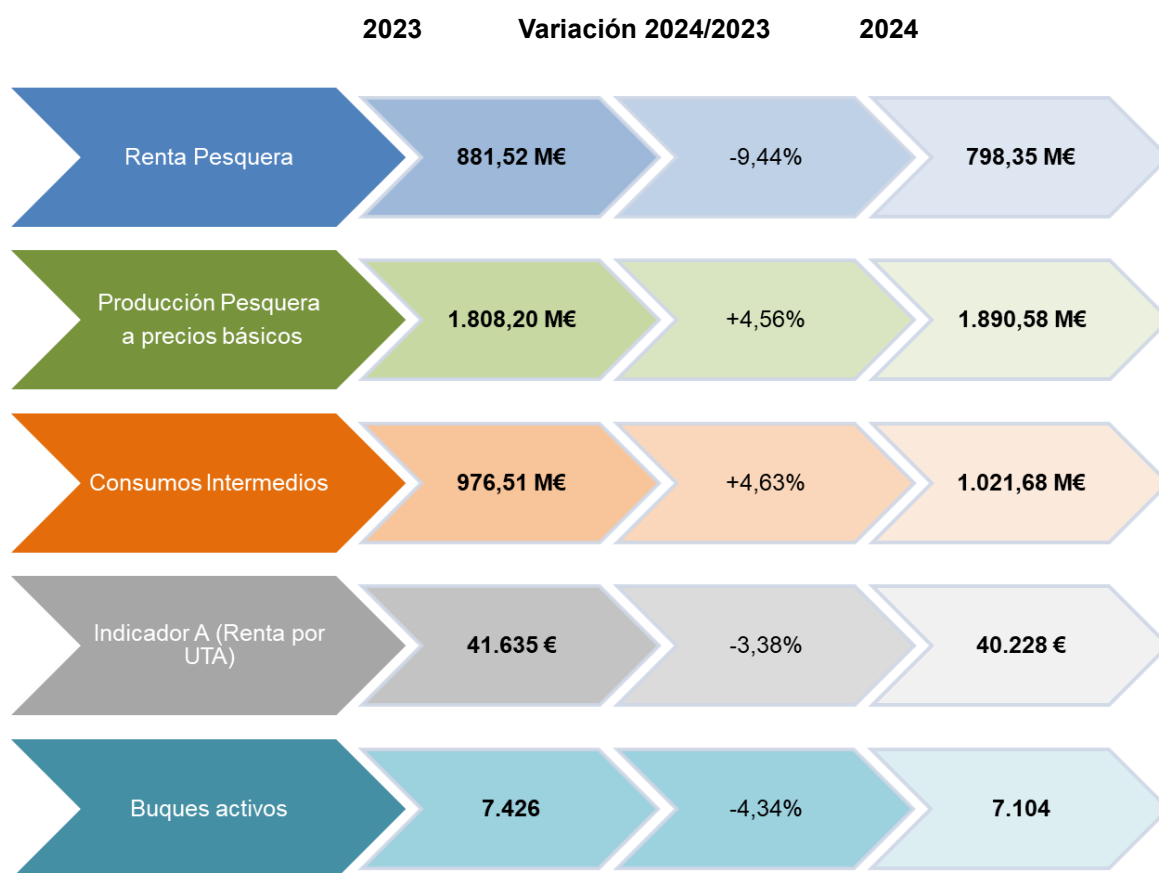 2023 Variación 2024/2023 2024
Renta Pesquera 881,52 M€ -9,44% 798,35 M€
Producción Pesquera
a precios básicos 1.808,20 M€ +4,56% 1.890,58 M€
Consumos Intermedios 976,51 M€ +4,63% 1.021,68 M€
Indicador A (Renta por
UTA) 41.635 € -3,38% 40.228 €
Buques activos 7.426 -4,34% 7.104